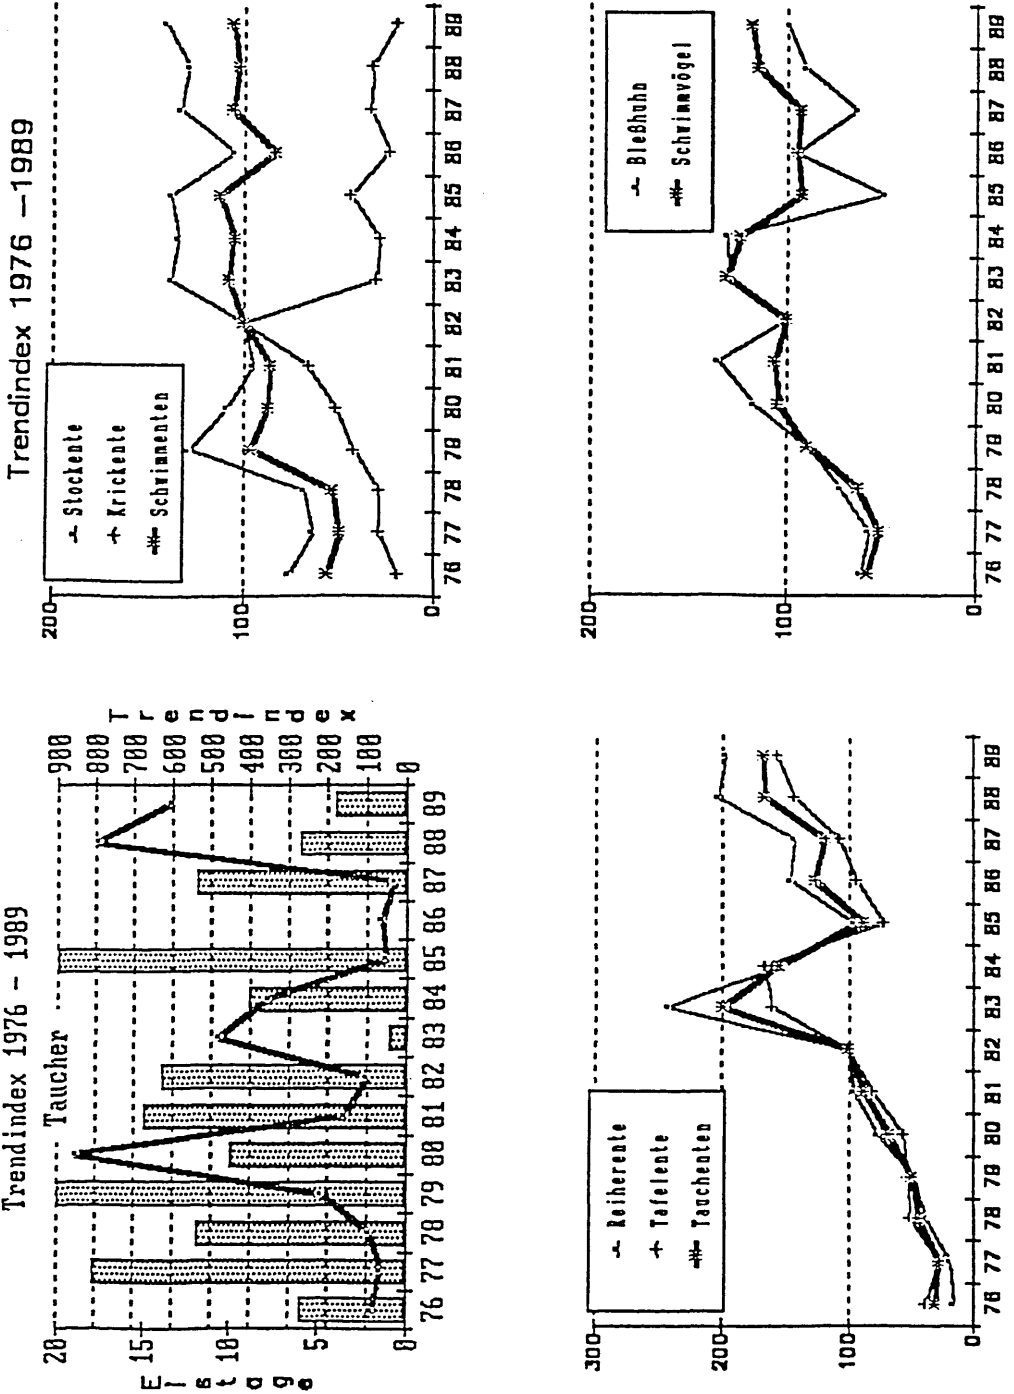 Trendindex 1976 - 1989
Taucher
Eistage
20
15
10
5
0
Trendindex
900
800
700
600
500
400
300
200
100
0
76 77 78 79 80 81 82 83 84 85 86 87 88 89
Trendindex 1976 —1989
200
100
0
Stockente
Krickente
Schwimmenten
76 77 78 79 80 81 82 83 84 85 86 87 88 89
300
200
100
0
Reiherente
Tafelente
Tauchenten
76 77 78 79 80 81 82 83 84 85 86 87 88 89
200
100
0
Bleßhuhn
Schwimmvögel
76 77 78 79 80 81 82 83 84 85 86 87 88 89